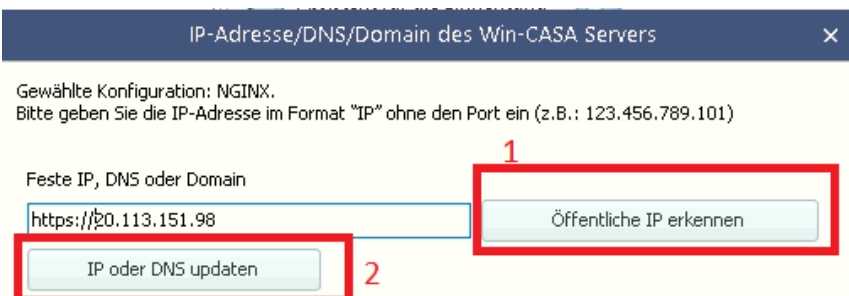 IP-Adresse/DNS/Domain des Win-CASA Servers
Gewählte Konfiguration: NGINX.
Bitte geben Sie die IP-Adresse im Format "IP" ohne den Port ein (z.B.: 123.456.789.101)
1
Feste IP, DNS oder Domain
https://20.113.151.98
Öffentliche IP erkennen
IP oder DNS updaten
2